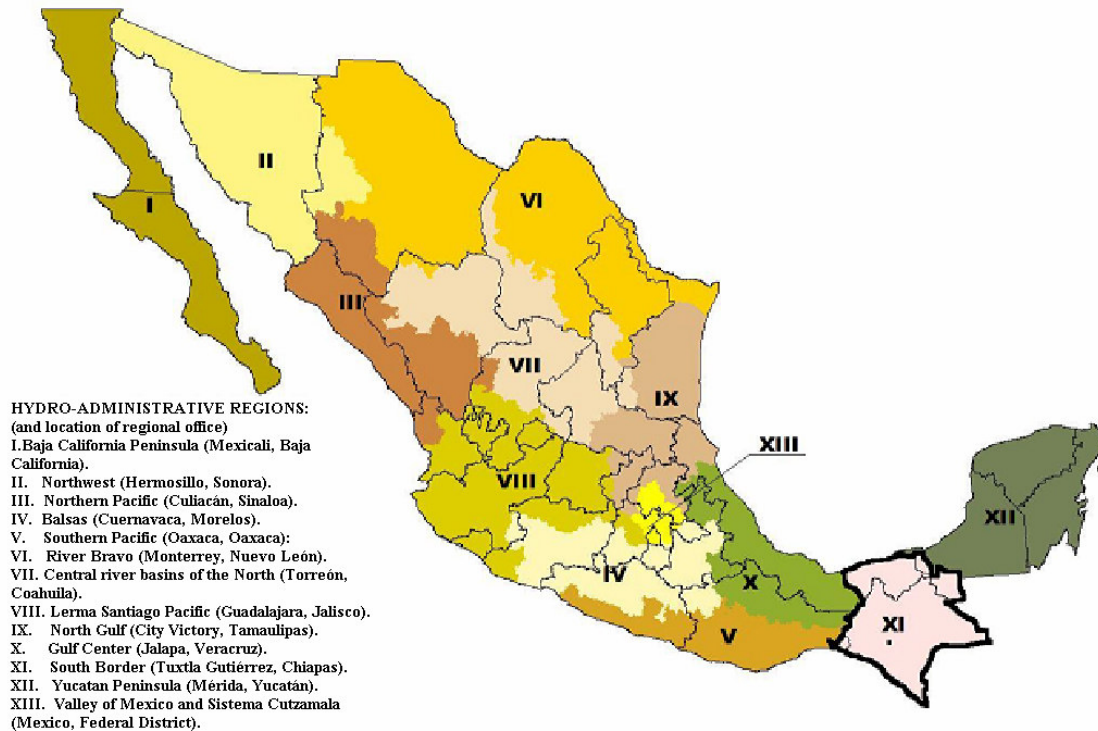 II
VI
I
III
VII
IX
XIII
VIII
XII
IV
X
XI
V
HYDRO-ADMINISTRATIVE REGIONS:
(and location of regional office)
I.Baja California Peninsula (Mexicali, Baja
California).
II. Northwest (Hermosillo, Sonora).
III. Northern Pacific (Culiacán, Sinaloa).
IV. Balsas (Cuernavaca, Morelos).
V. Southern Pacific (Oaxaca, Oaxaca):
VI. River Bravo (Monterrey, Nuevo León).
VII. Central river basins of the North (Torreón,
Coahuila).
VIII. Lerma Santiago Pacific (Guadalajara, Jalisco).
IX. North Gulf (City Victory, Tamaulipas).
X. Gulf Center (Jalapa, Veracruz).
XI. South Border (Tuxtla Gutiérrez, Chiapas).
XII. Yucatan Peninsula (Mérida, Yucatán).
XIII. Valley of Mexico and Sistema Cutzamala
(Mexico, Federal District).